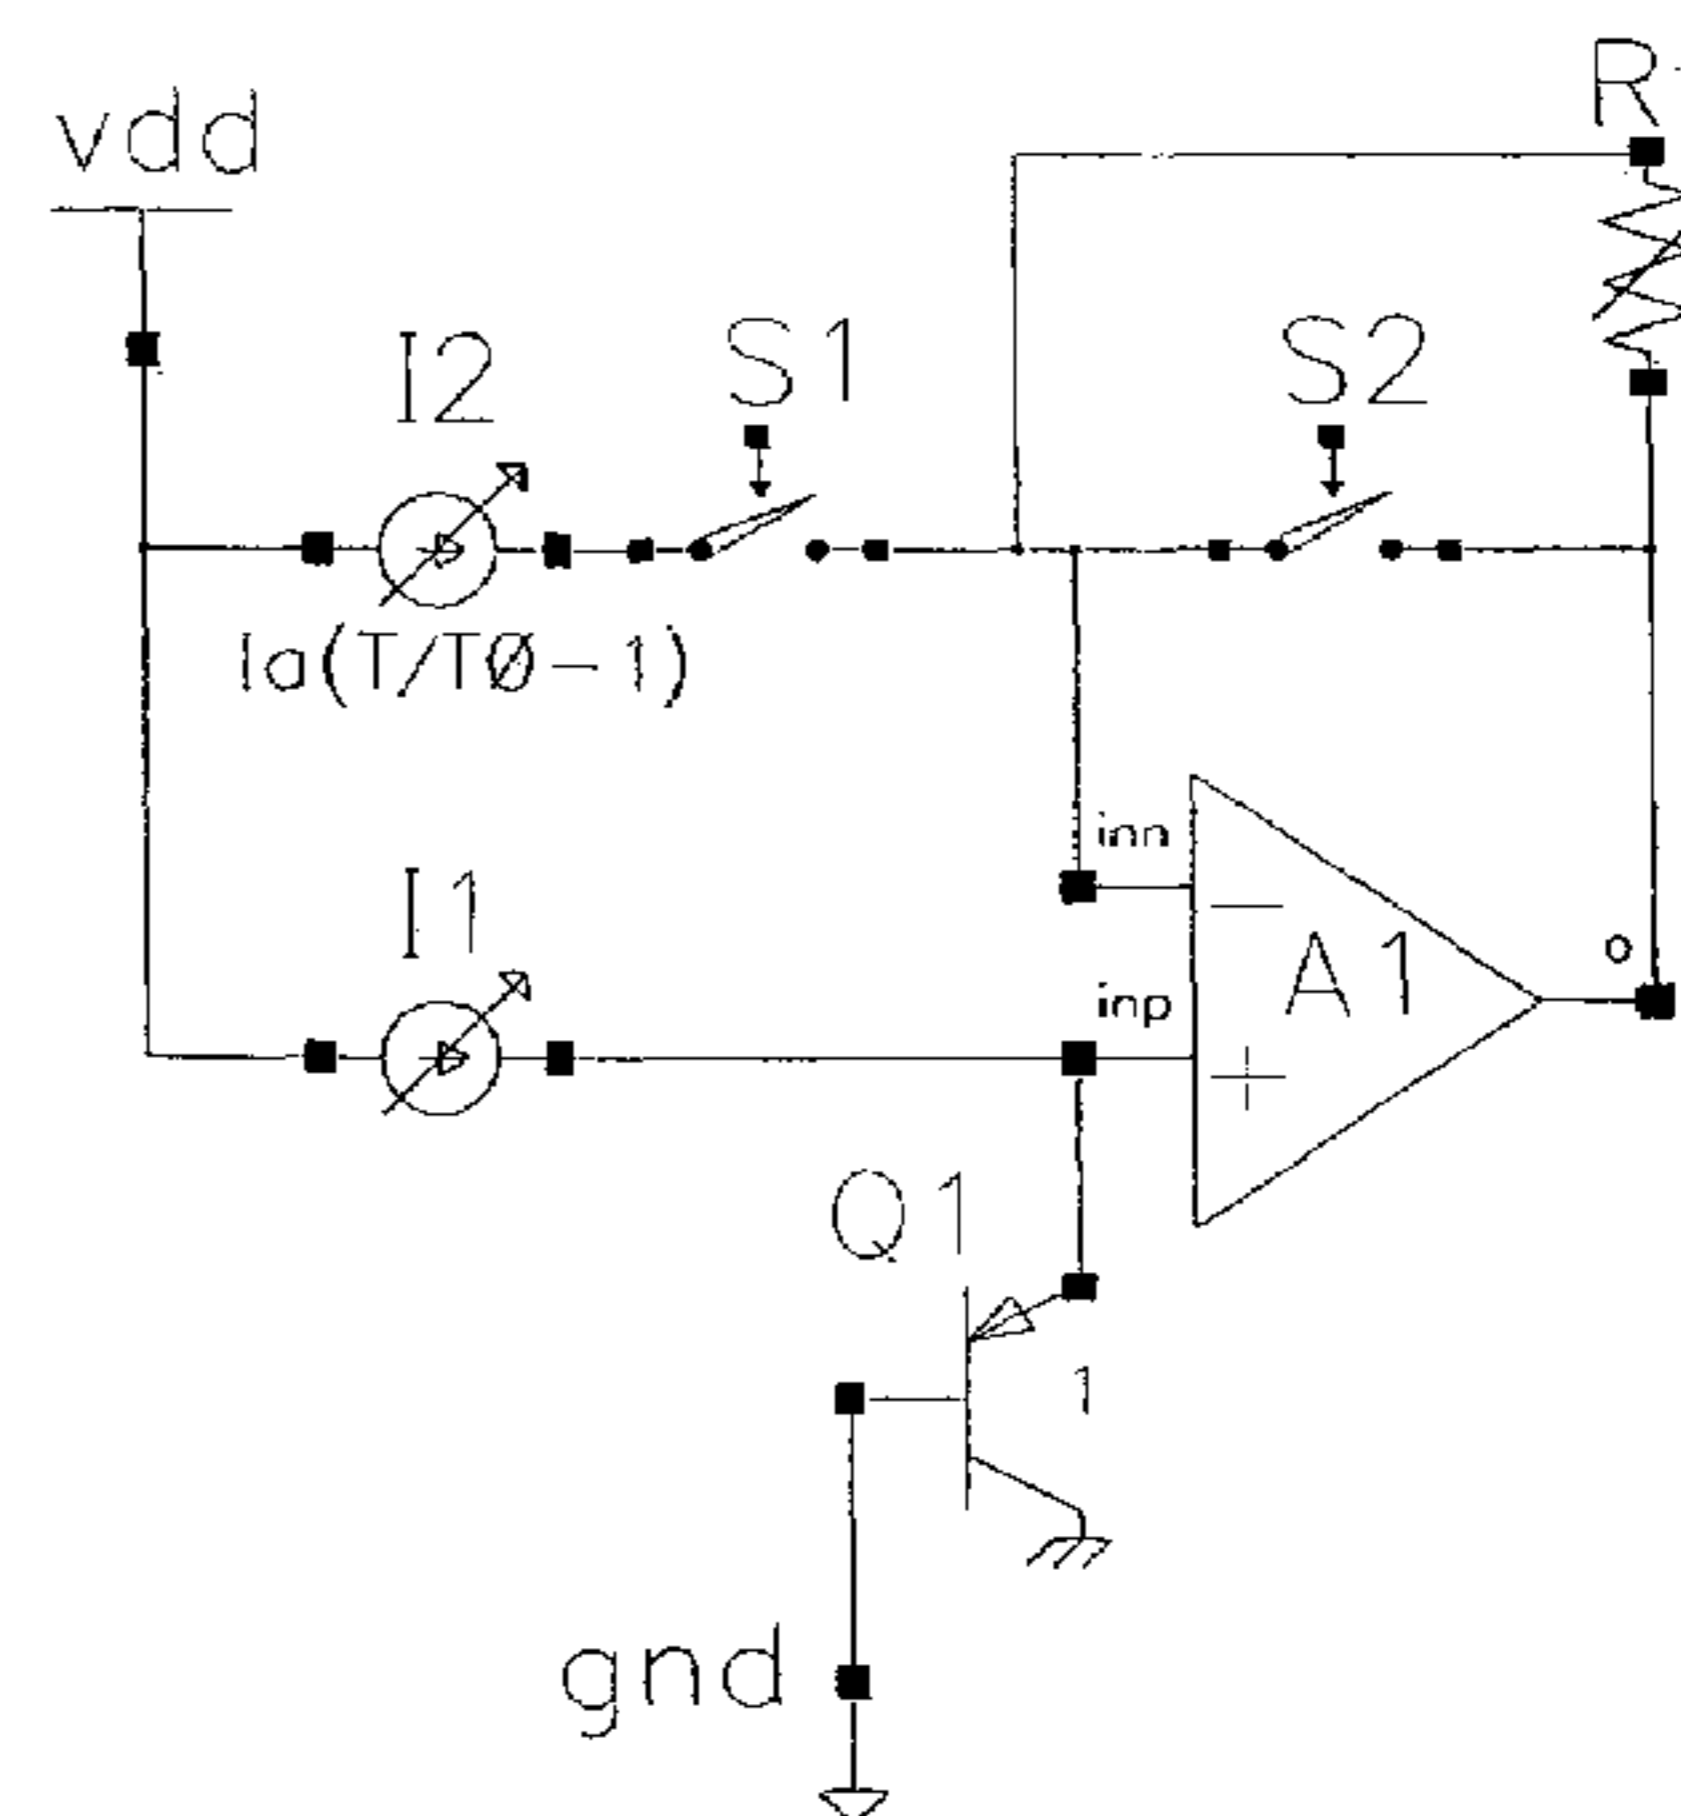 R
vdd
I2
S1
S2
Ia(T/TØ-1)
inn
I1
A1
o
inp
Q1
1
gnd